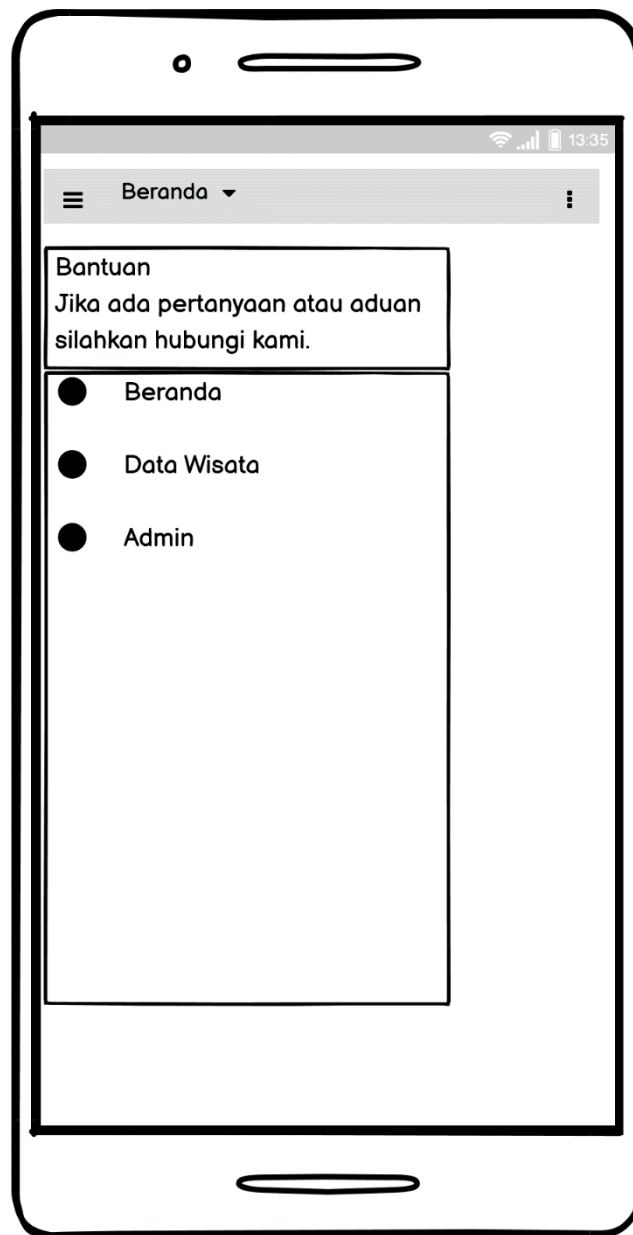 13:35
Beranda
Bantuan
Jika ada pertanyaan atau aduan
silahkan hubungi kami.
Beranda
Data Wisata
Admin